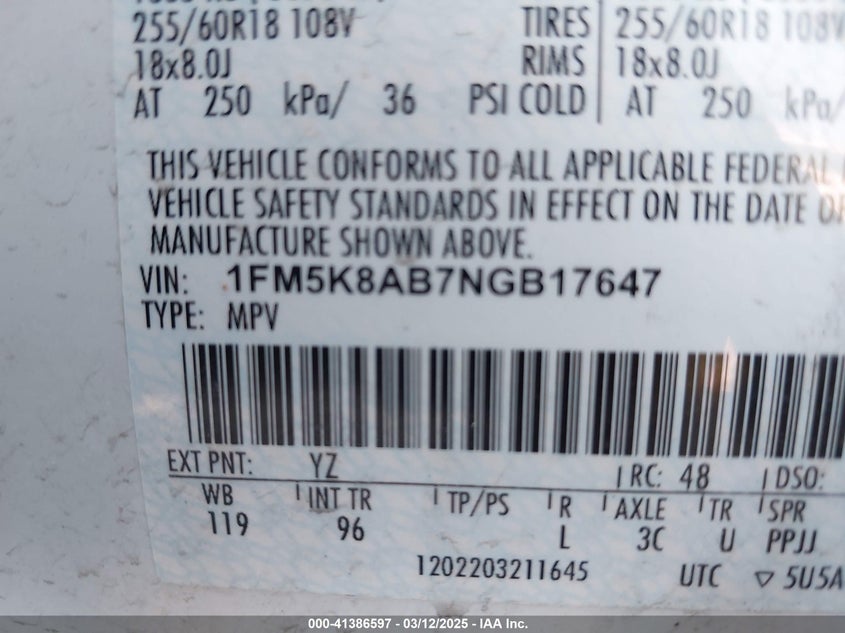 255/60R18 108V TIRES 255/60R18 108V
18x8.0J RIMS 18x8.0J
AT 250 kPa/ 36 PSI COLD AT 250 kPa/
THIS VEHICLE CONFORMS TO ALL APPLICABLE FEDERAL
VEHICLE SAFETY STANDARDS IN EFFECT ON THE DATE OF
MANUFACTURE SHOWN ABOVE.
VIN: 1FM5K8AB7NGB17647
TYPE: MPV
EXT PNT: YZ RC: 48 DSO:
WB INT TR TP/PS R AXLE TR SPR
119 96 L 3C U PPJJ
1202203211645 UTC ▽ 5U5A
000-41386597 - 03/12/2025 - IAA Inc.